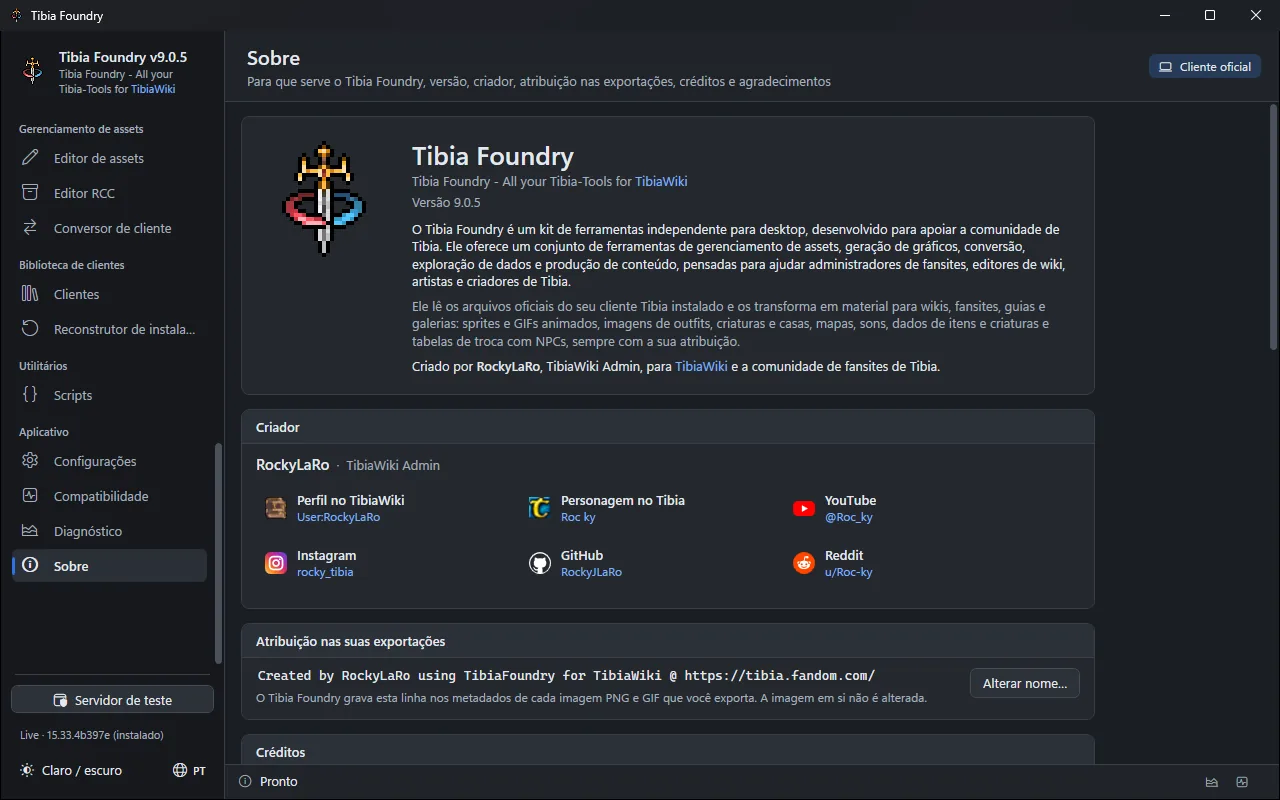 Tibia Foundry
Tibia Foundry v9.0.5
Tibia Foundry - All your
Tibia-Tools for TibiaWiki
Gerenciamento de assets
Editor de assets
Editor RCC
Conversor de cliente
Biblioteca de clientes
Clientes
Reconstrutor de instala...
Utilitários
Scripts
Aplicativo
Configurações
Compatibilidade
Diagnóstico
Sobre
Servidor de teste
Live · 15.33.4b397e (instalado)
Claro / escuro
PT
Sobre
Para que serve o Tibia Foundry, versão, criador, atribuição nas exportações, créditos e agradecimentos
Cliente oficial
Tibia Foundry
Tibia Foundry - All your Tibia-Tools for TibiaWiki
Versão 9.0.5
O Tibia Foundry é um kit de ferramentas independente para desktop, desenvolvido para apoiar a comunidade de
Tibia. Ele oferece um conjunto de ferramentas de gerenciamento de assets, geração de gráficos, conversão,
exploração de dados e produção de conteúdo, pensadas para ajudar administradores de fansites, editores de wiki,
artistas e criadores de Tibia.
Ele lê os arquivos oficiais do seu cliente Tibia instalado e os transforma em material para wikis, fansites, guias e
galerias: sprites e GIFs animados, imagens de outfits, criaturas e casas, mapas, sons, dados de itens e criaturas e
tabelas de troca com NPCs, sempre com a sua atribuição.
Criado por RockyLaRo, TibiaWiki Admin, para TibiaWiki e a comunidade de fansites de Tibia.
Criador
RockyLaRo · TibiaWiki Admin
Perfil no TibiaWiki
User:RockyLaRo
Personagem no Tibia
Roc ky
YouTube
@Roc_ky
Instagram
rocky_tibia
GitHub
RockyJLaRo
Reddit
u/Roc-ky
Atribuição nas suas exportações
Created by RockyLaRo using TibiaFoundry for TibiaWiki @ https://tibia.fandom.com/
O Tibia Foundry grava esta linha nos metadados de cada imagem PNG e GIF que você exporta. A imagem em si não é alterada.
Alterar nome...
Créditos
Pronto